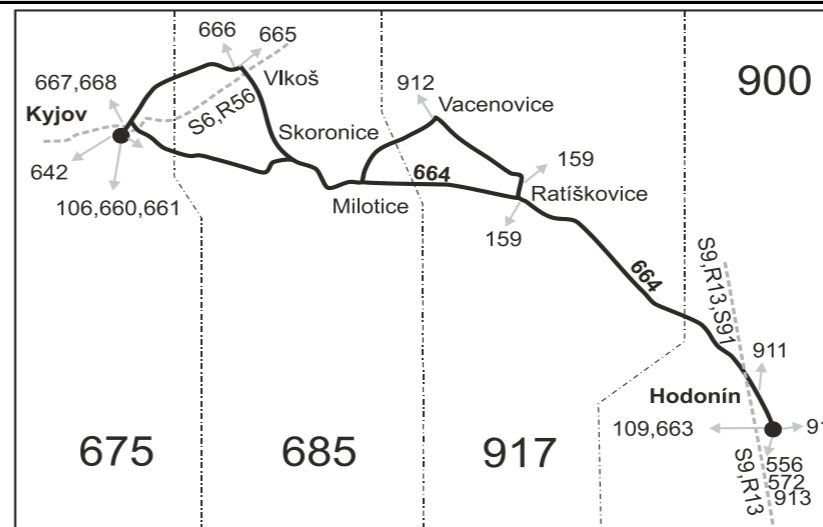 666
665
667,668
Kyjov
S6,R56
Vlkoš
912
Vacenovice
900
Skoronice
642
106,660,661
664
159
Milotice
Ratíškovice
159
664
S9,R13,S91
911
Hodonín
109,663
675
685
917
S9,R13
556
572
913